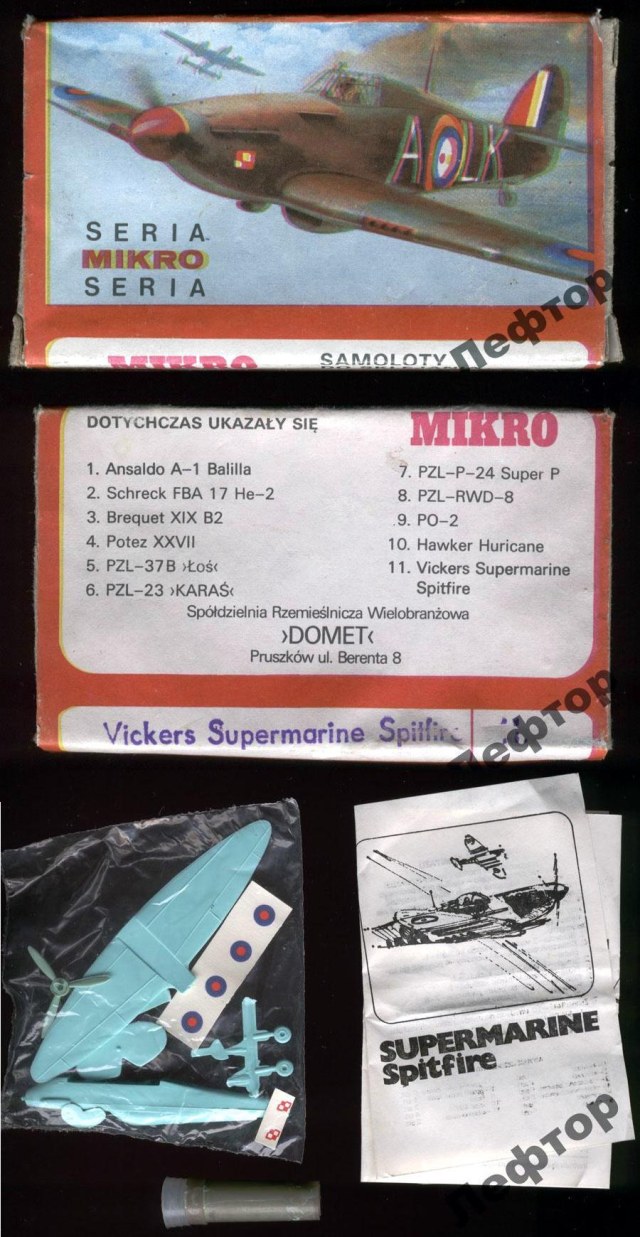 A LK
SERIA
MIKRO
SERIA
MIKRO
SAMOLOTY
Лефтор
DOTYCHCZAS UKAZAŁY SIĘ
MIKRO
1. Ansaldo A-1 Balilla
2. Schreck FBA 17 He-2
3. Brequet XIX B2
4. Potez XXVII
5. PZL-37B ›Łoś‹
6. PZL-23 ›KARAŚ‹
7. PZL-P-24 Super P
8. PZL-RWD-8
9. PO-2
10. Hawker Huricane
11. Vickers Supermarine
Spitfire
Spółdzielnia Rzemieślnicza Wielobranżowa
›DOMET‹
Pruszków ul. Berenta 8
Vickers Supermarine Spitfire
Лефтор
SUPERMARINE
Spitfire
Лефтор